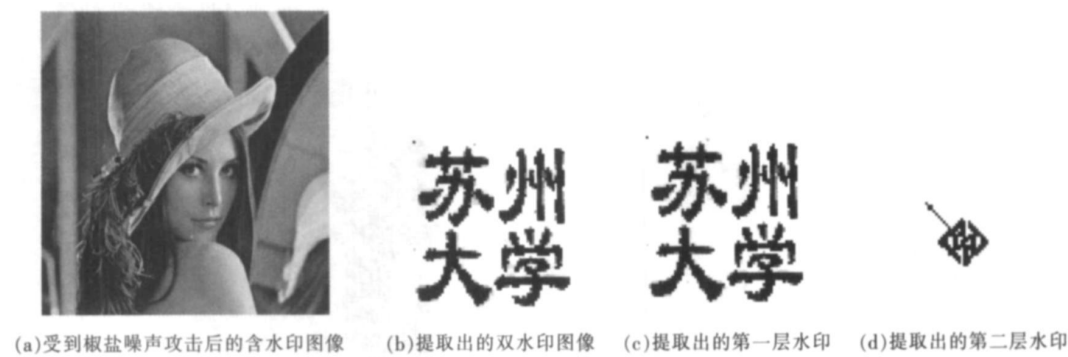 苏州
大学
苏州
大学
(a)受到椒盐噪声攻击后的含水印图像
(b)提取出的双水印图像
(c)提取出的第一层水印
(d)提取出的第二层水印